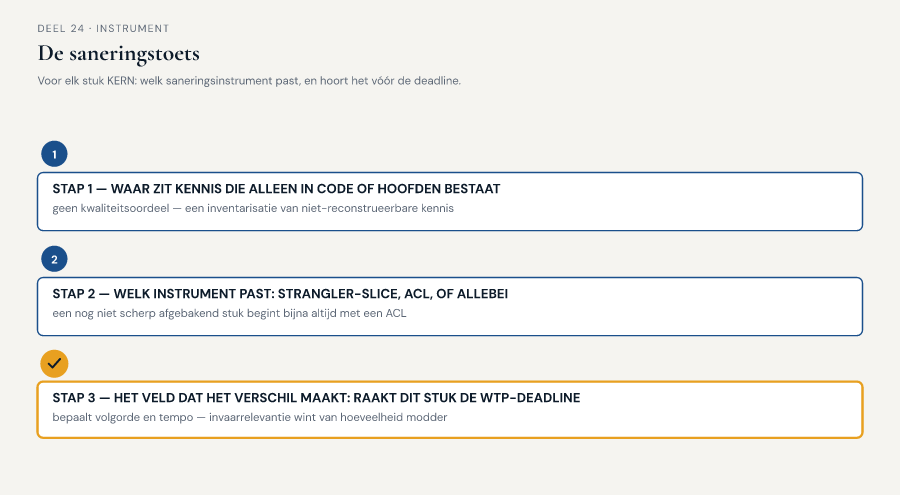 DEEL 24 · INSTRUMENT
De saneringstoets
Voor elk stuk KERN: welk saneringsinstrument past, en hoort het vóór de deadline.
1
STAP 1 — WAAR ZIT KENNIS DIE ALLEEN IN CODE OF HOOFDEN BESTAAT
geen kwaliteitsoordeel — een inventarisatie van niet-reconstrueerbare kennis
2
STAP 2 — WELK INSTRUMENT PAST: STRANGLER-SLICE, ACL, OF ALLEBEI
een nog niet scherp afgebakend stuk begint bijna altijd met een ACL
STAP 3 — HET VELD DAT HET VERSCHIL MAAKT: RAAKT DIT STUK DE WTP-DEADLINE
bepaalt volgorde en tempo — invaarrelevantie wint van hoeveelheid modder